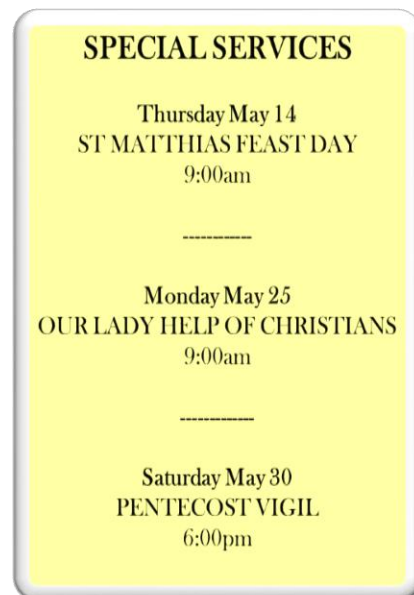 SPECIAL SERVICES
Thursday May 14
ST MATTHIAS FEAST DAY
9:00am
------------
Monday May 25
OUR LADY HELP OF CHRISTIANS
9:00am
-------------
Saturday May 30
PENTECOST VIGIL
6:00pm